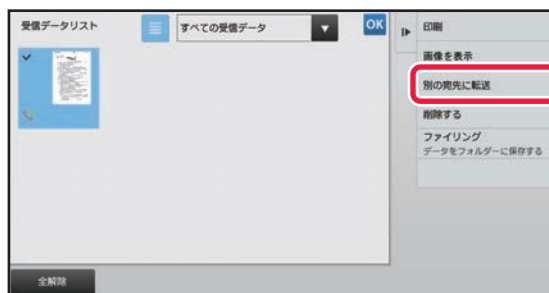 受信データリスト
すべての受信データ
OK
全解除
印刷
画像を表示
別の宛先に転送
削除する
ファイリング
データをフォルダーに保存する